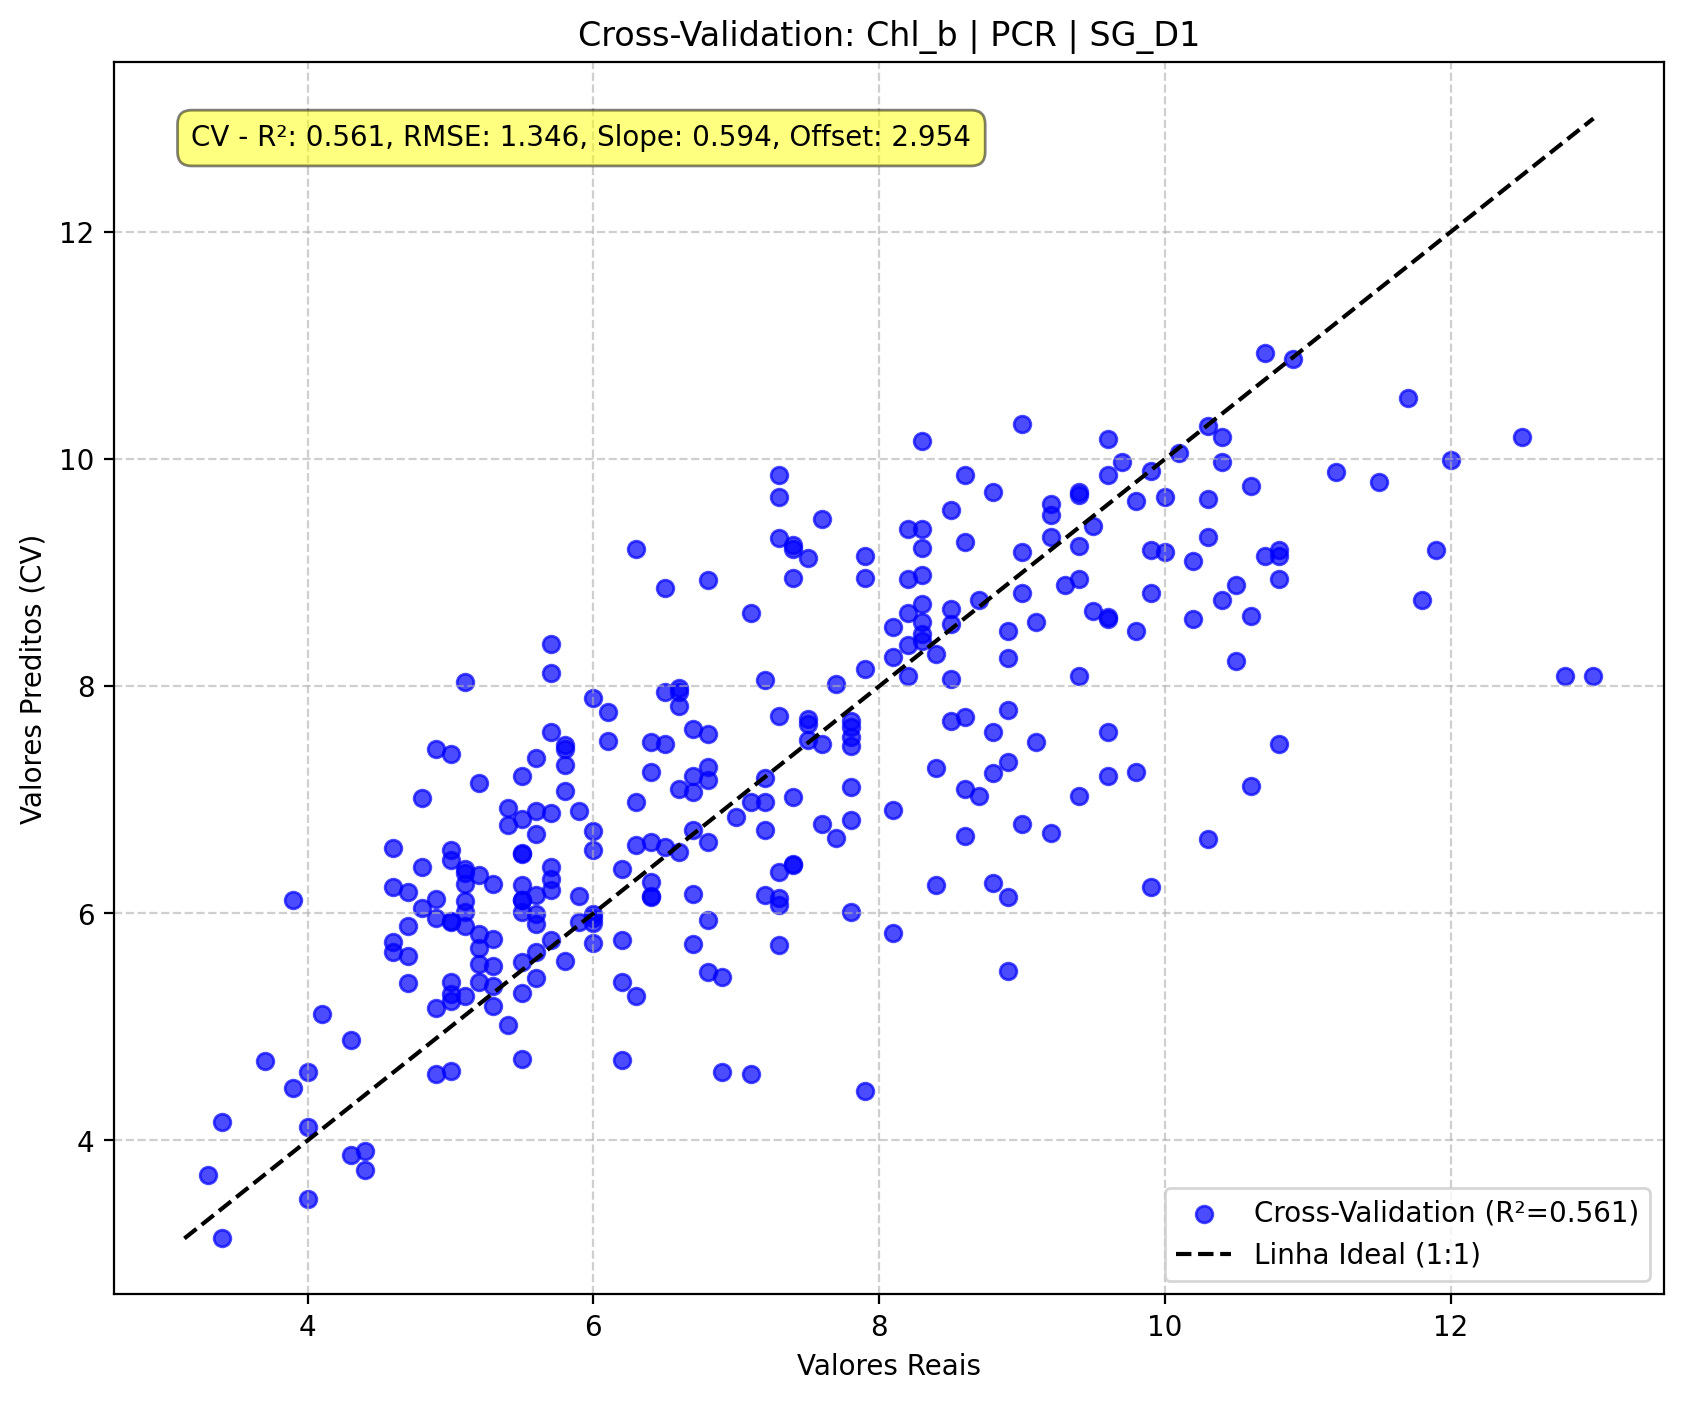 Cross-Validation: Chl_b | PCR | SG_D1
CV - R²: 0.561, RMSE: 1.346, Slope: 0.594, Offset: 2.954
12
10
8
6
4
Valores Preditos (CV)
Cross-Validation (R²=0.561)
Linha Ideal (1:1)
4 6 8 10 12
Valores Reais